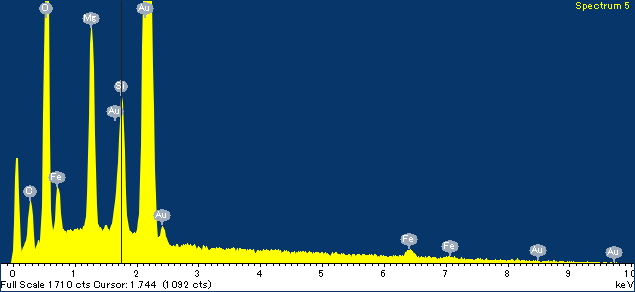 Spectrum 5
O Au
Mg
Si
Au
Fe
O
Au
Fe Fe Au Au
0 1 2 3 4 5 6 7 8 9 10
Full Scale 1710 cts Cursor: 1.744 (1092 cts) keV